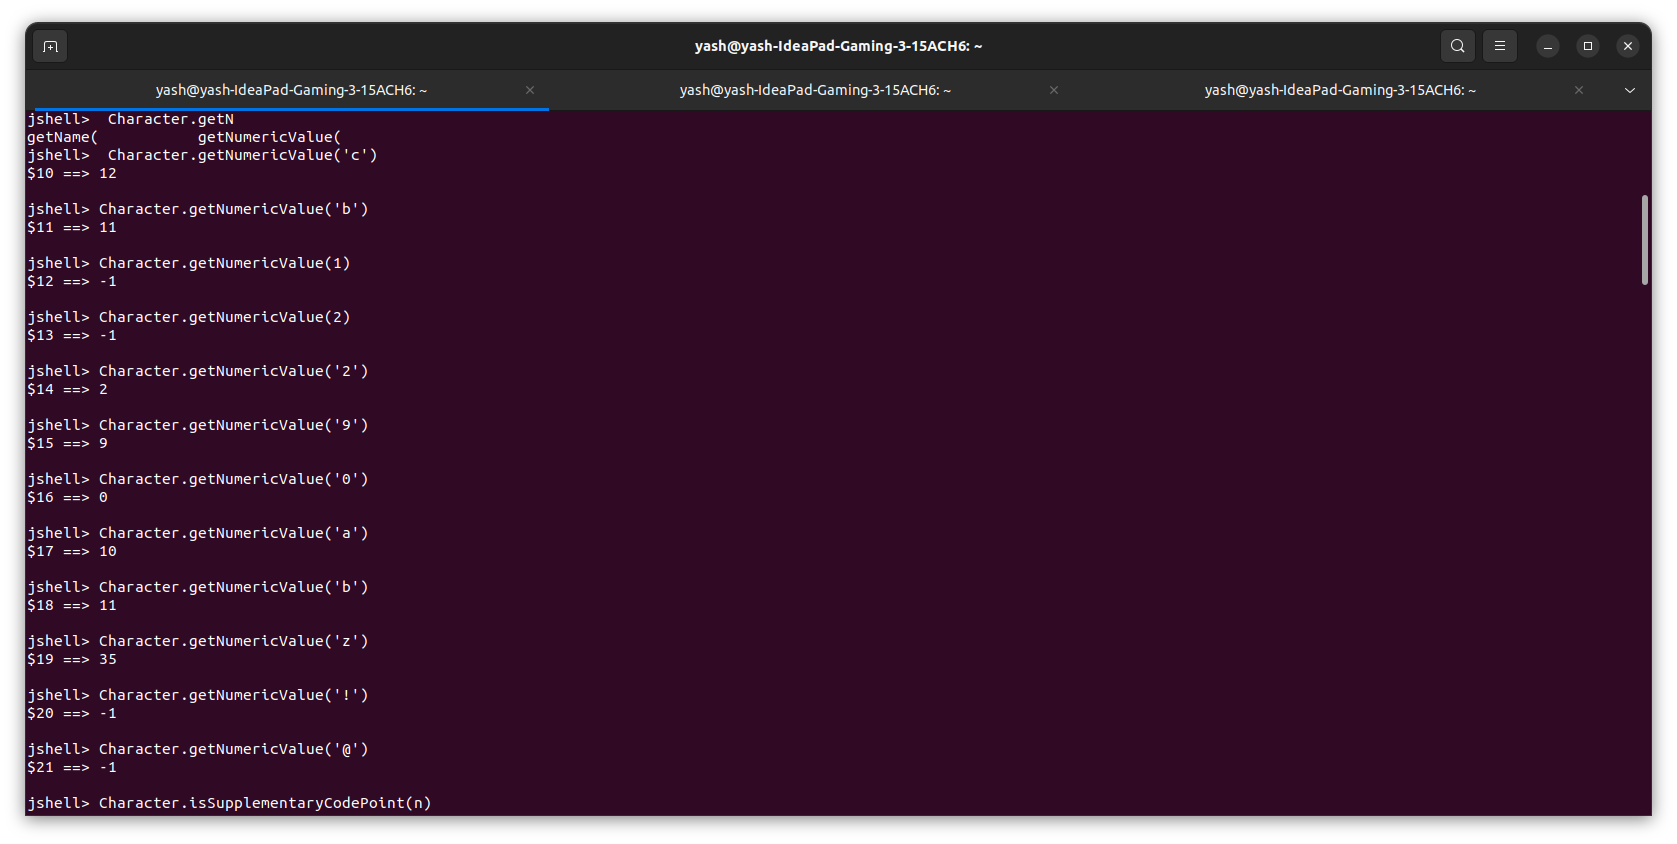 yash@yash-IdeaPad-Gaming-3-15ACH6: ~
yash@yash-IdeaPad-Gaming-3-15ACH6: ~
yash@yash-IdeaPad-Gaming-3-15ACH6: ~
yash@yash-IdeaPad-Gaming-3-15ACH6: ~
jshell>  Character.getN
getName(           getNumericValue(
jshell>  Character.getNumericValue('c')
$10 ==> 12
jshell> Character.getNumericValue('b')
$11 ==> 11
jshell> Character.getNumericValue(1)
$12 ==> -1
jshell> Character.getNumericValue(2)
$13 ==> -1
jshell> Character.getNumericValue('2')
$14 ==> 2
jshell> Character.getNumericValue('9')
$15 ==> 9
jshell> Character.getNumericValue('0')
$16 ==> 0
jshell> Character.getNumericValue('a')
$17 ==> 10
jshell> Character.getNumericValue('b')
$18 ==> 11
jshell> Character.getNumericValue('z')
$19 ==> 35
jshell> Character.getNumericValue('!')
$20 ==> -1
jshell> Character.getNumericValue('@')
$21 ==> -1
jshell> Character.isSupplementaryCodePoint(n)